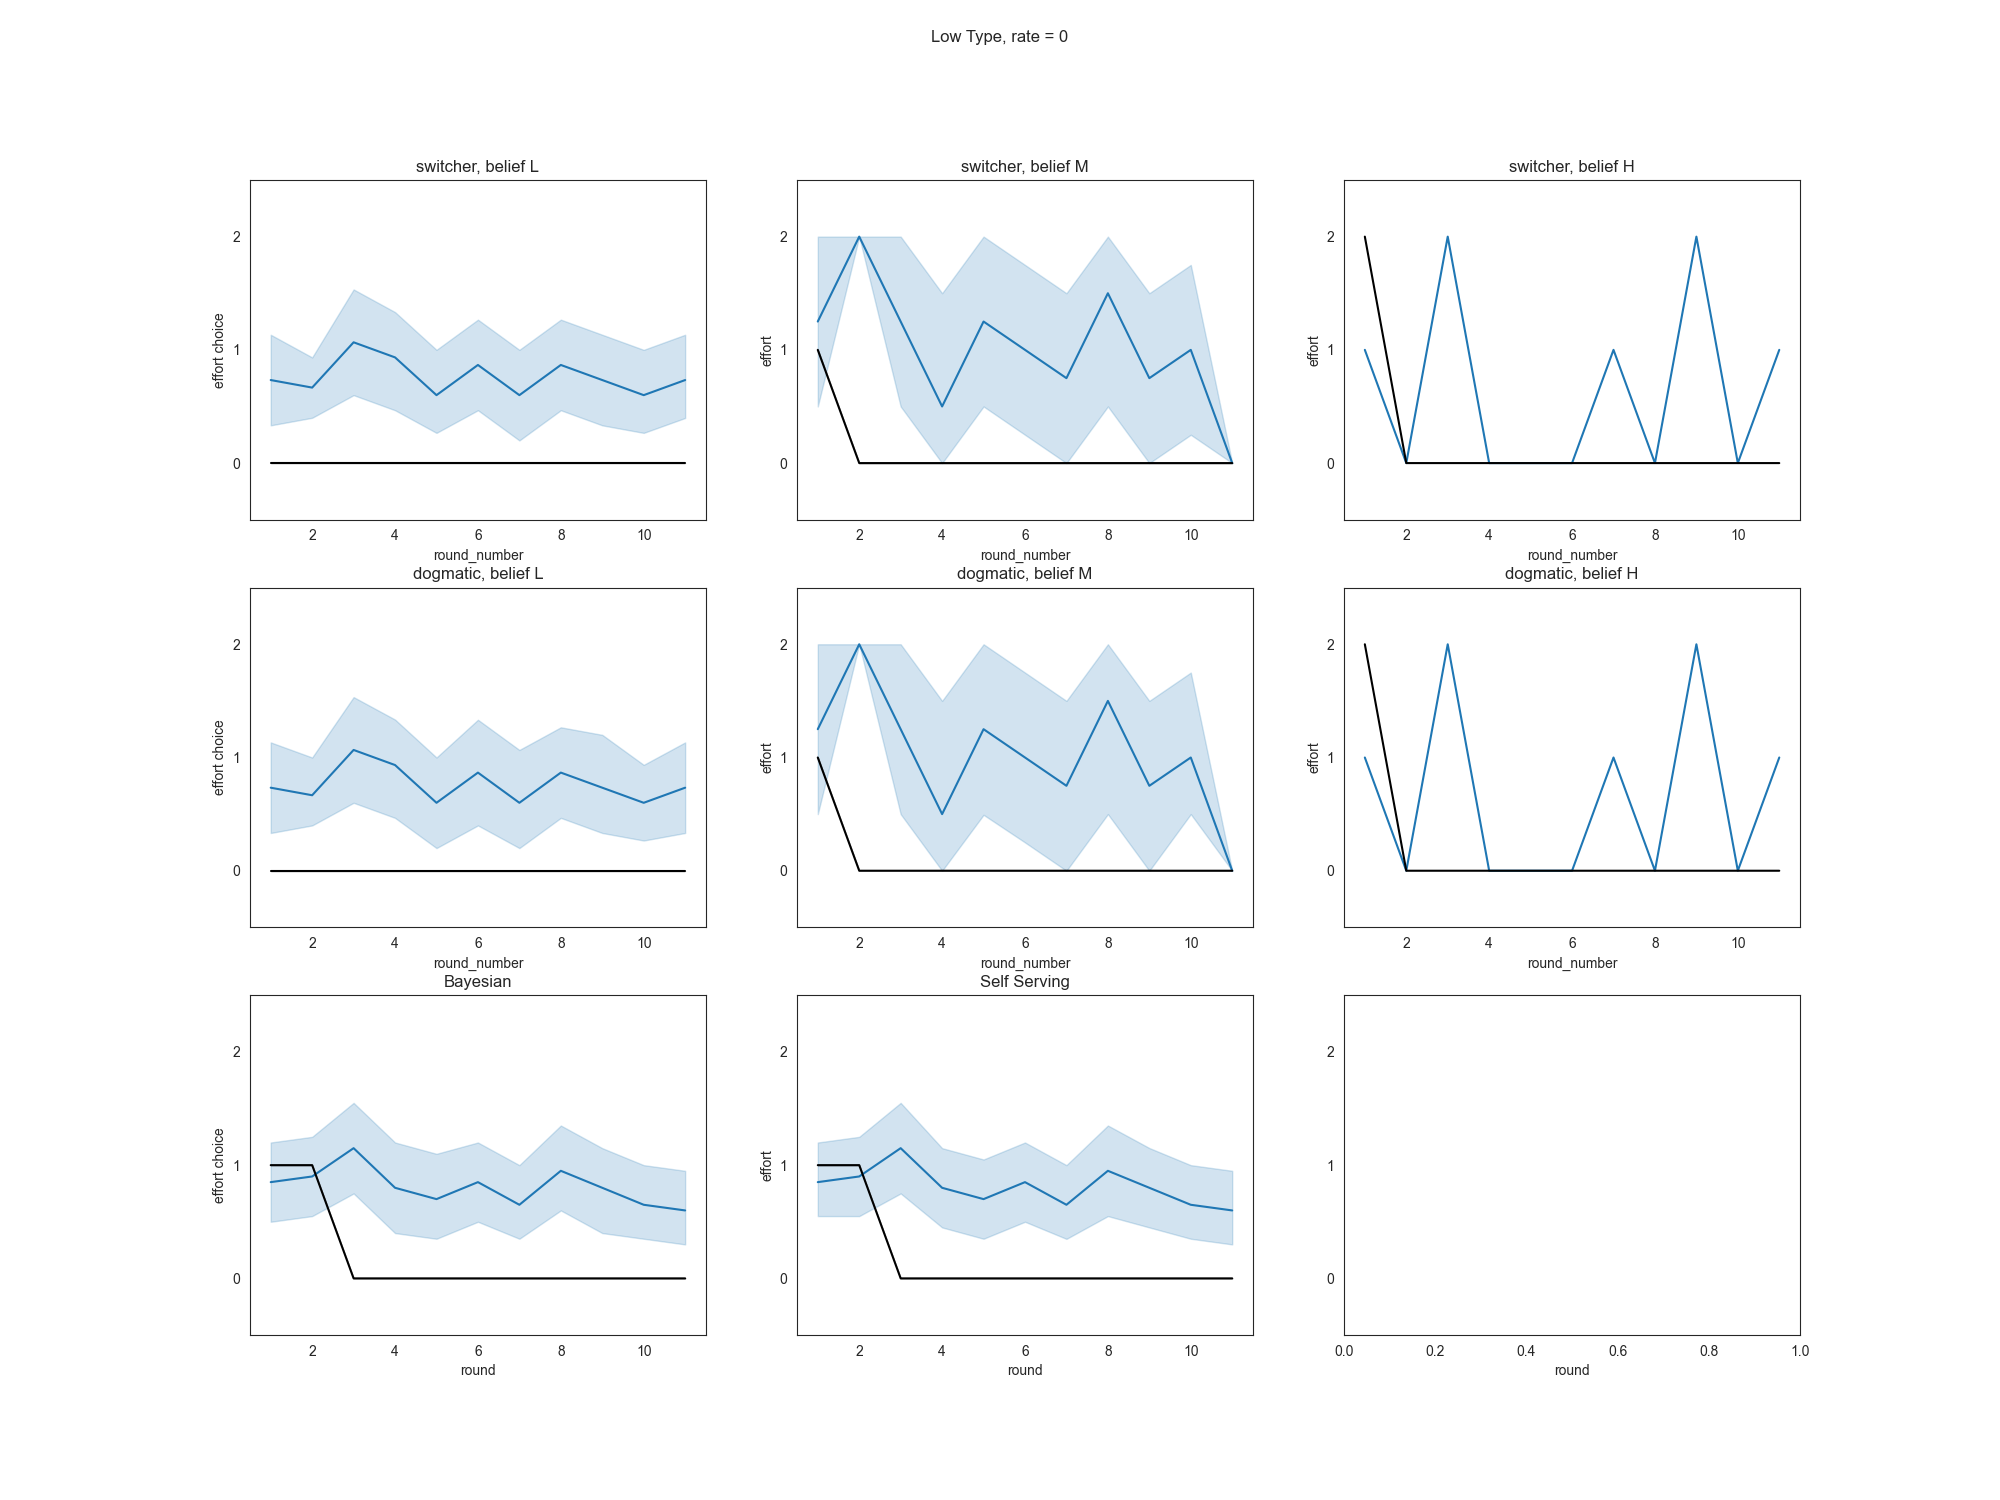 Low Type, rate = 0
switcher, belief L
switcher, belief M
switcher, belief H
2
1
0
effort choice
2
4
6
8
10
round_number
2
1
0
effort
2
4
6
8
10
round_number
2
1
0
effort
2
4
6
8
10
round_number
dogmatic, belief L
dogmatic, belief M
dogmatic, belief H
2
1
0
effort choice
2
4
6
8
10
round_number
2
1
0
effort
2
4
6
8
10
round_number
2
1
0
effort
2
4
6
8
10
round_number
Bayesian
Self Serving
2
1
0
effort choice
2
4
6
8
10
round
2
1
0
effort
2
4
6
8
10
round
2
1
0
0.0
0.2
0.4
0.6
0.8
1.0
round